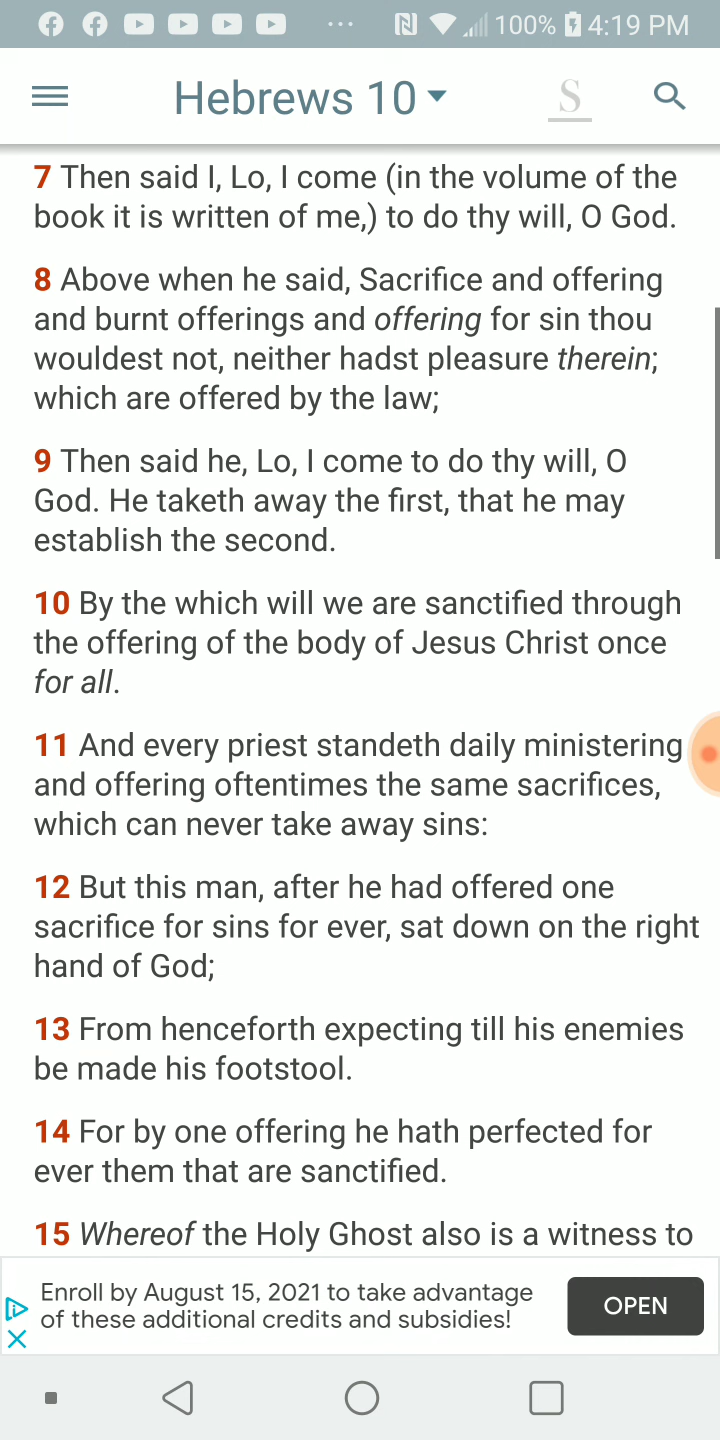 100% 4:19 PM
Hebrews 10 S
7 Then said I, Lo, I come (in the volume of the
book it is written of me,) to do thy will, O God.
8 Above when he said, Sacrifice and offering
and burnt offerings and offering for sin thou
wouldest not, neither hadst pleasure therein;
which are offered by the law;
9 Then said he, Lo, I come to do thy will, O
God. He taketh away the first, that he may
establish the second.
10 By the which will we are sanctified through
the offering of the body of Jesus Christ once
for all.
11 And every priest standeth daily ministering
and offering oftentimes the same sacrifices,
which can never take away sins:
12 But this man, after he had offered one
sacrifice for sins for ever, sat down on the right
hand of God;
13 From henceforth expecting till his enemies
be made his footstool.
14 For by one offering he hath perfected for
ever them that are sanctified.
15 Whereof the Holy Ghost also is a witness to
Enroll by August 15, 2021 to take advantage
of these additional credits and subsidies!
OPEN